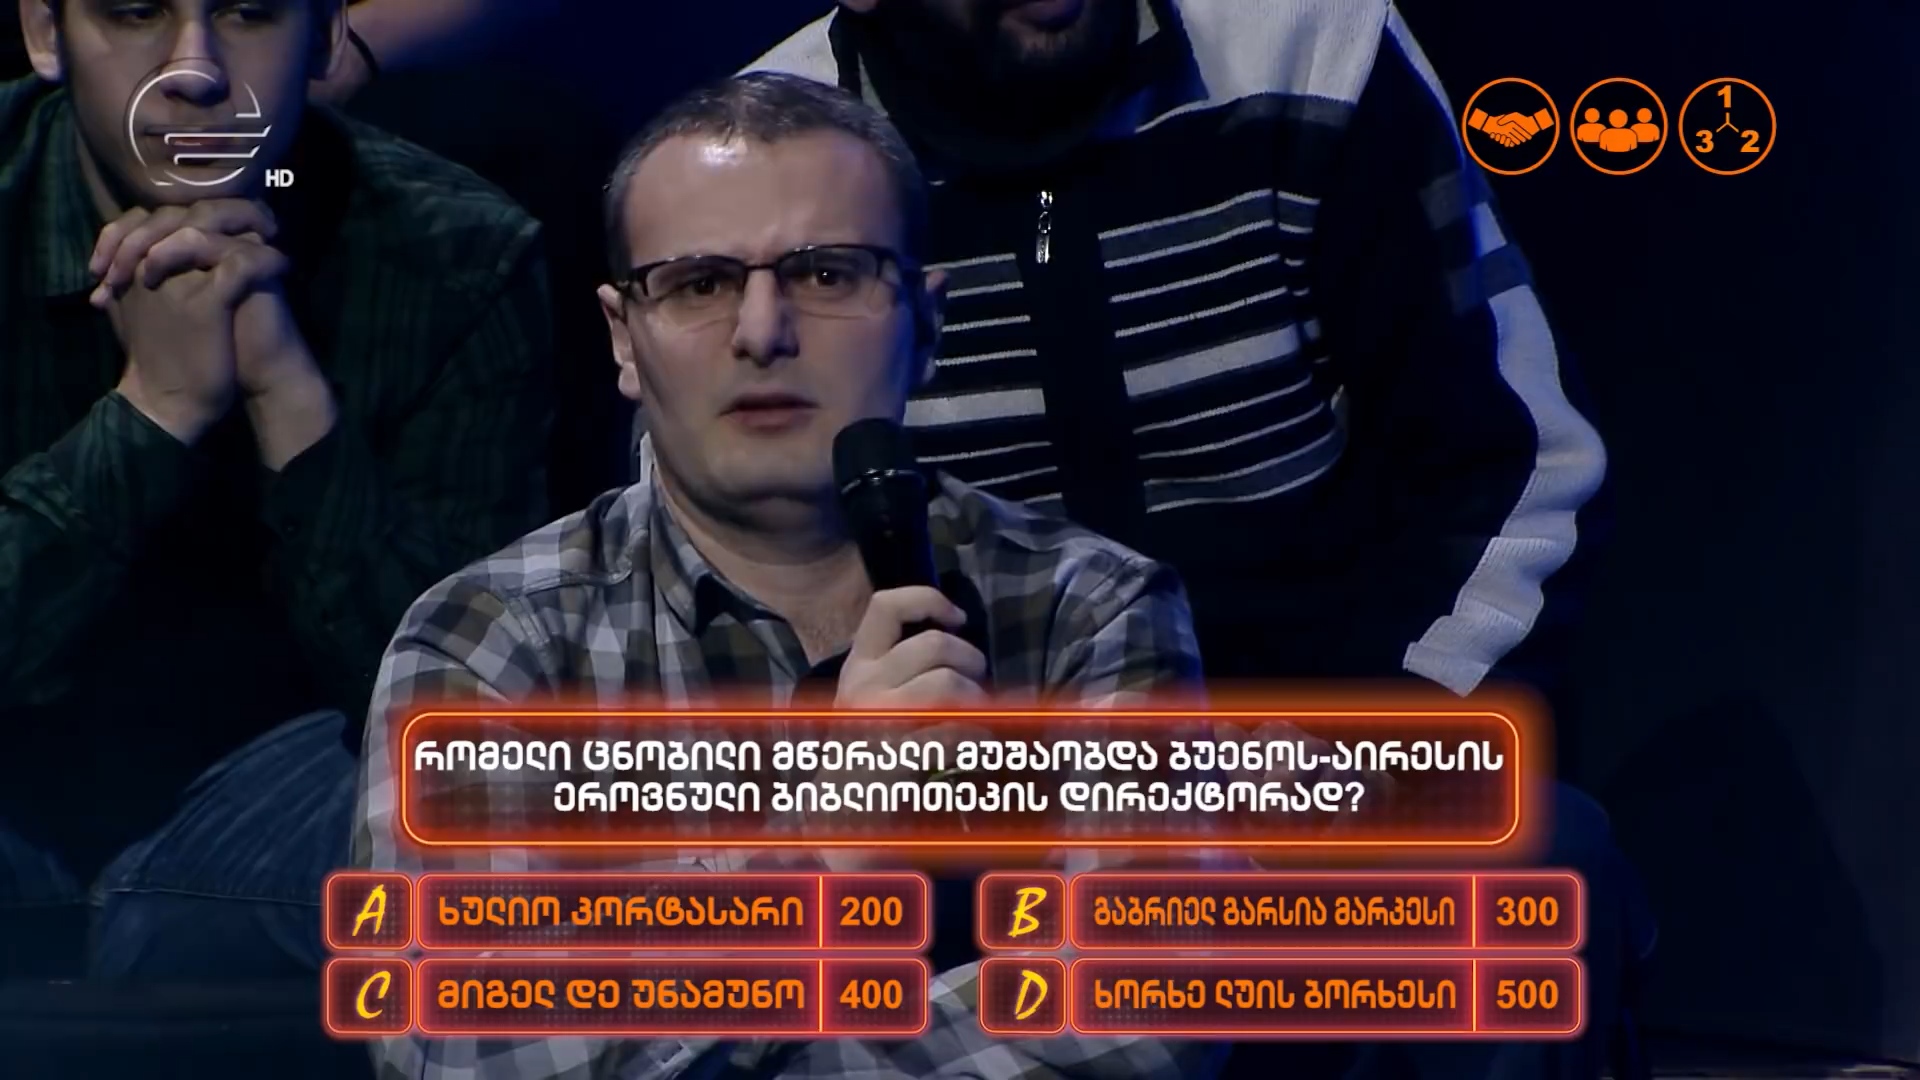 HD
1
3 2
რომელი ცნობილი მწერალი მუშაობდა ბუენოს-აირესის
ეროვნული ბიბლიოთეკის დირექტორად?
A ხულიო კორტასარი 200
B გაბრიელ გარსია მარკესი 300
C მიგელ დე უნამუნო 400
D ხორხე ლუის ბორხესი 500